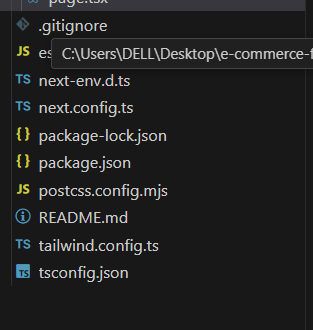 page.tsx
.gitignore
JS es
C:\Users\DELL\Desktop\e-commerce-f
TS next-env.d.ts
TS next.config.ts
{} package-lock.json
{} package.json
JS postcss.config.mjs
README.md
TS tailwind.config.ts
TS tsconfig.json